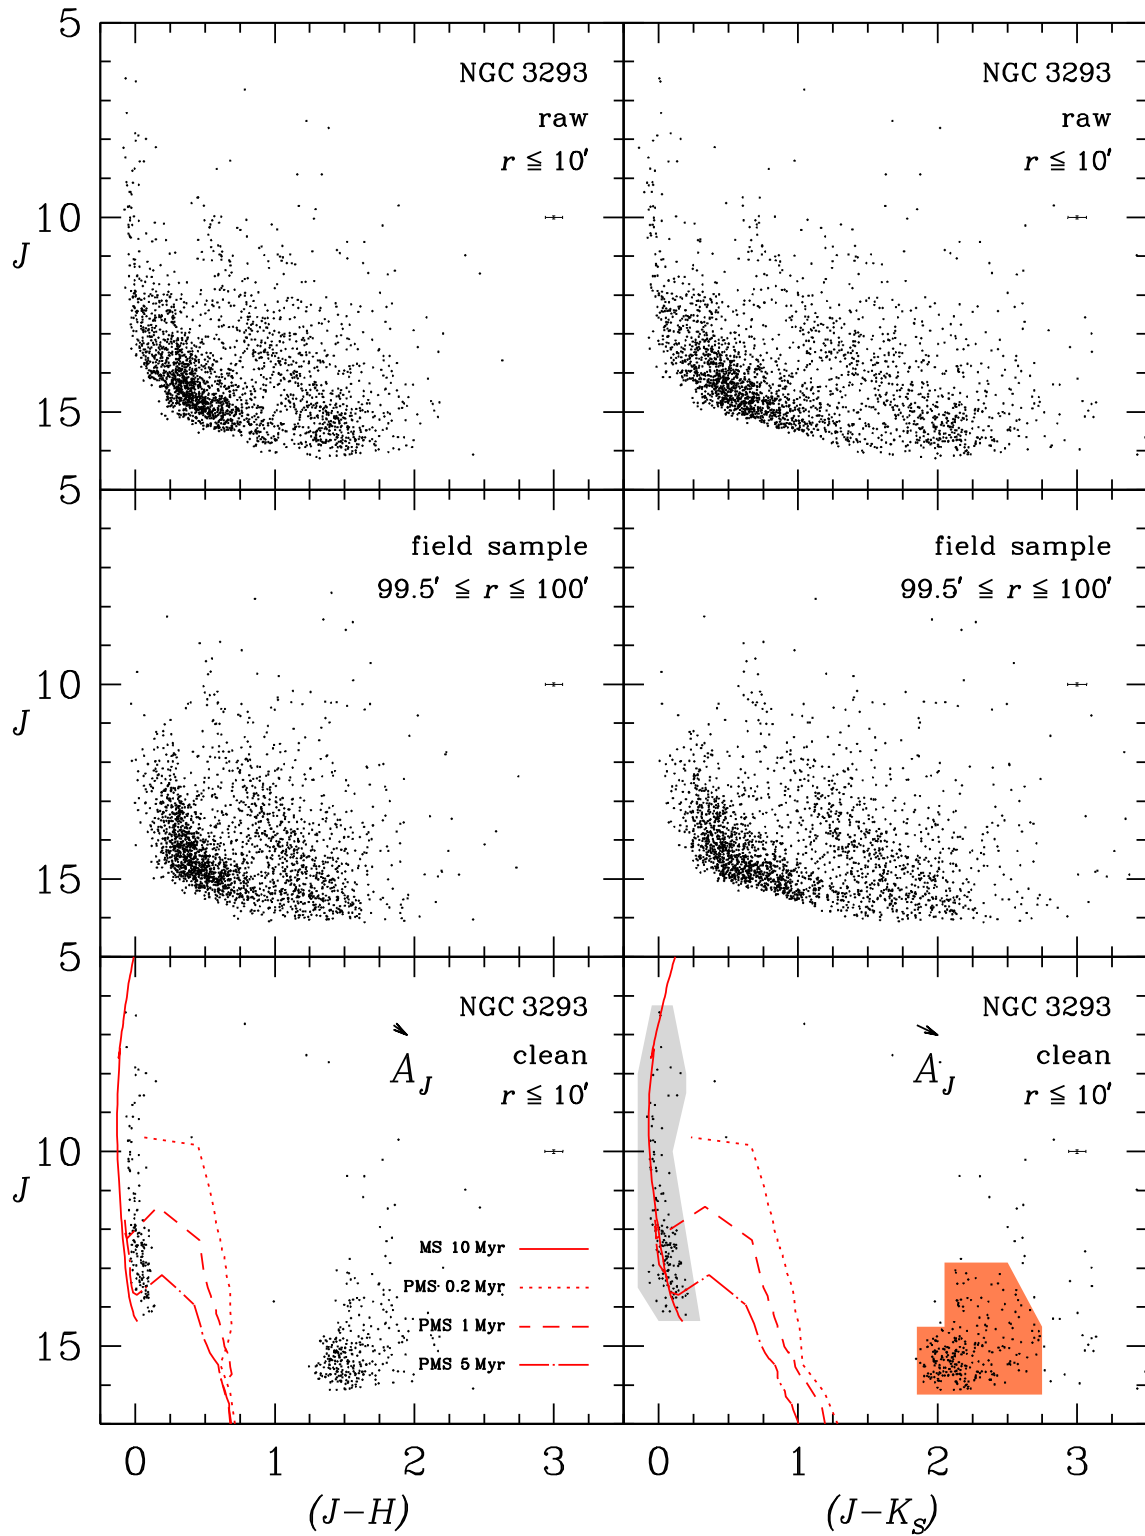 5
NGC 3293
raw
r ≦ 10′
NGC 3293
raw
r ≦ 10′
10
J
15
5
field sample
99.5′ ≦ r ≦ 100′
field sample
99.5′ ≦ r ≦ 100′
10
J
15
5
NGC 3293
clean
r ≦ 10′
A_J
NGC 3293
clean
r ≦ 10′
A_J
10
J
MS 10 Myr
PMS 0.2 Myr
PMS 1 Myr
PMS 5 Myr
15
0 1 2 3
0 1 2 3
(J−H)
(J−K_S)